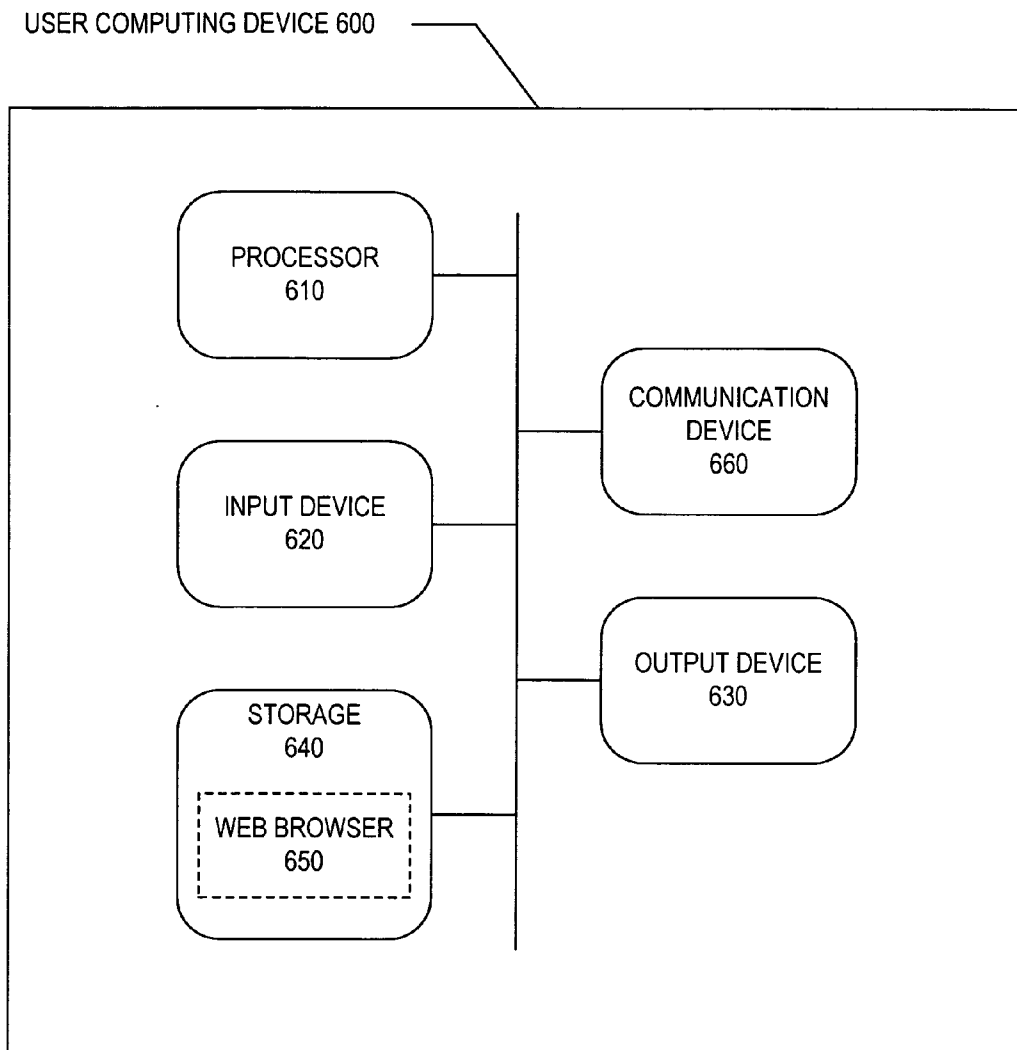 USER COMPUTING DEVICE 600
PROCESSOR
610
COMMUNICATION
DEVICE
660
INPUT DEVICE
620
OUTPUT DEVICE
630
STORAGE
640
WEB BROWSER
650